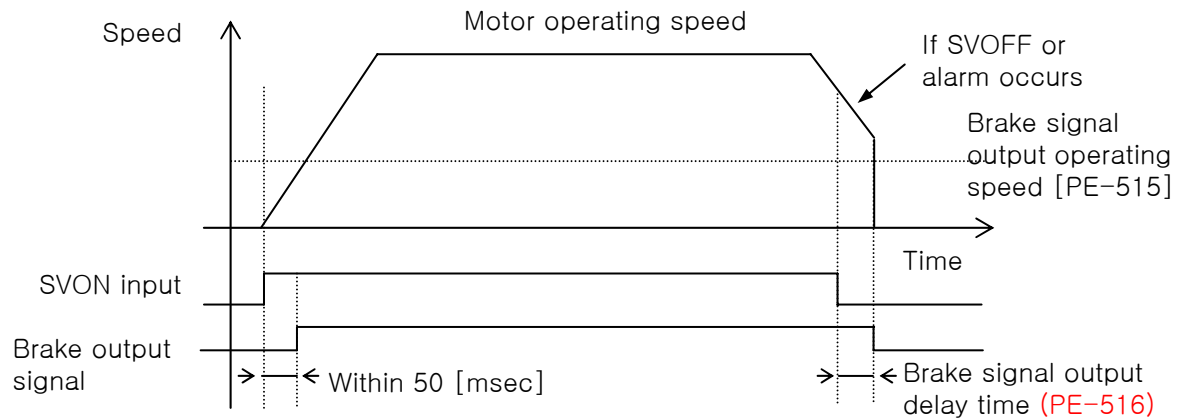 Motor operating speed
Speed
If SVOFF or
alarm occurs
Brake signal
output operating
speed [PE-515]
Time
SVON input
Brake output
signal
Within 50 [msec]
Brake signal output
delay time (PE-516)